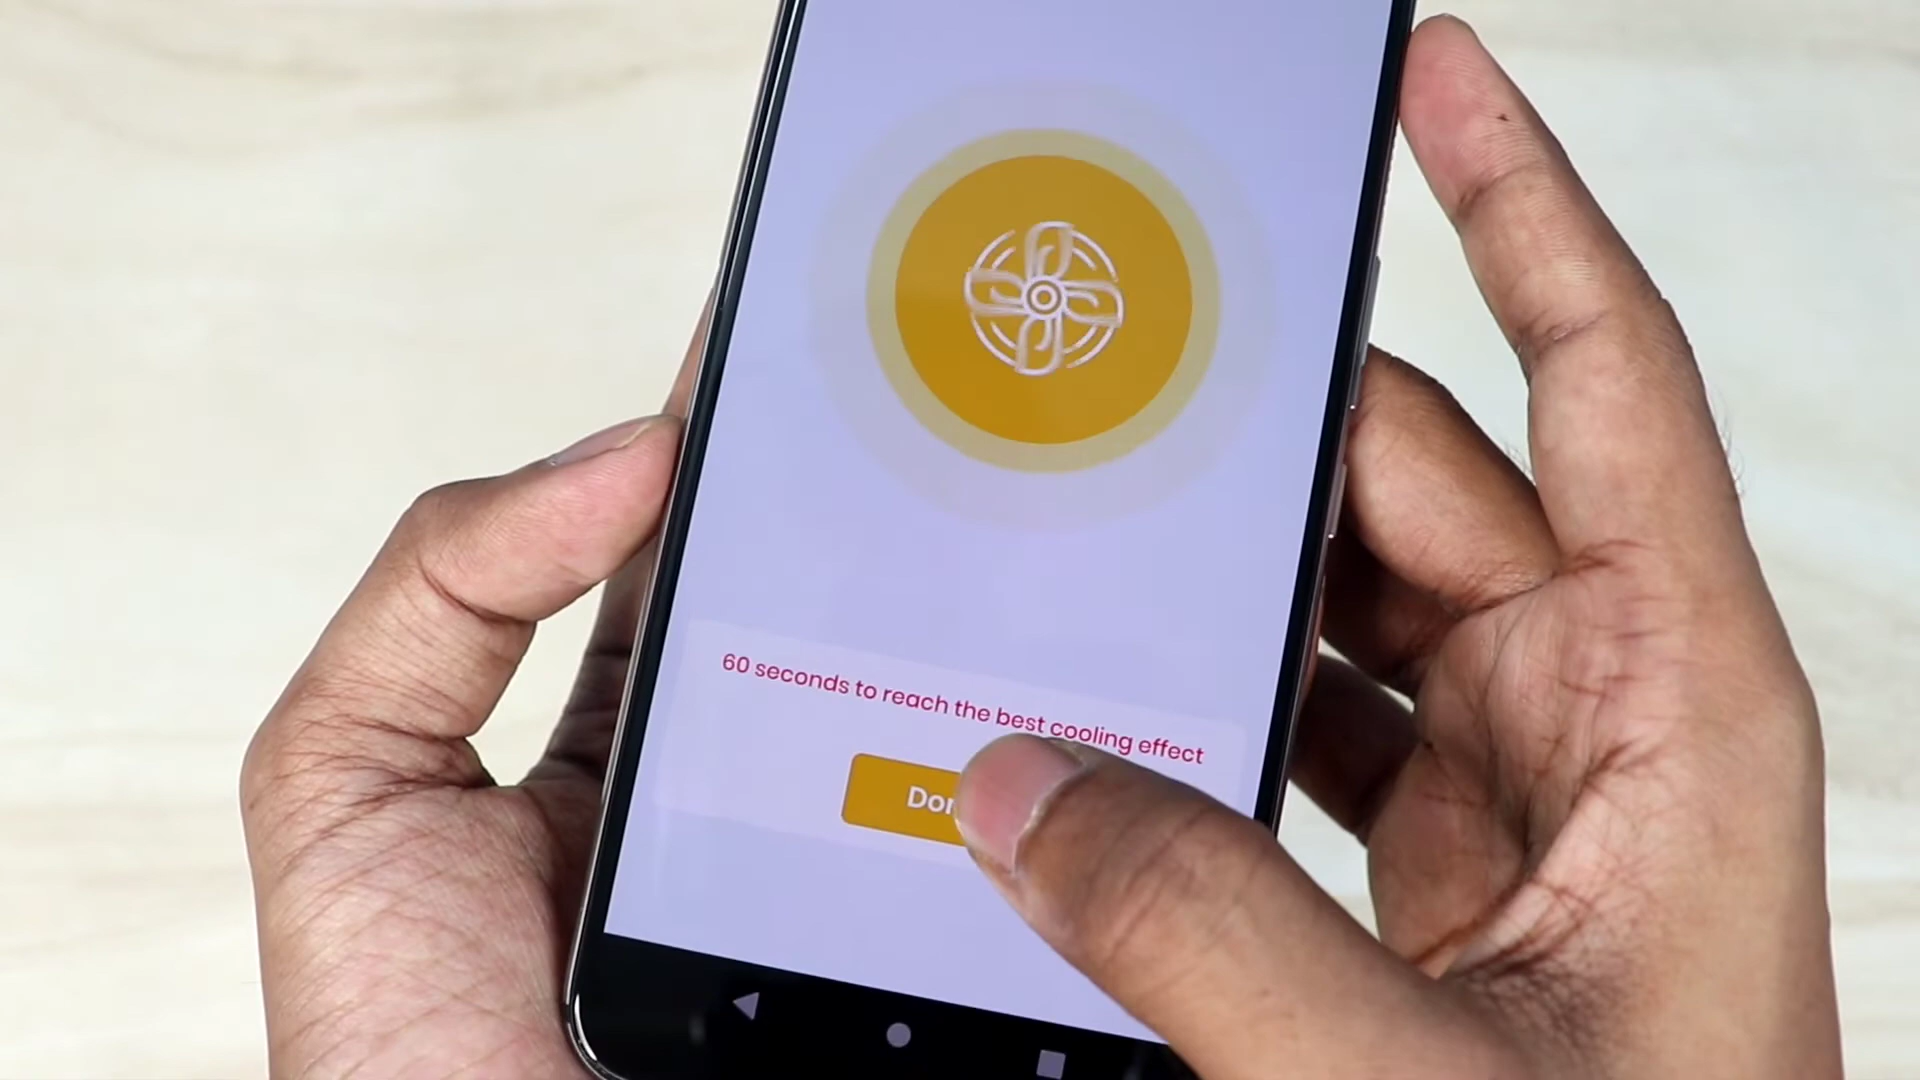 60 seconds to reach the best cooling effect
Don